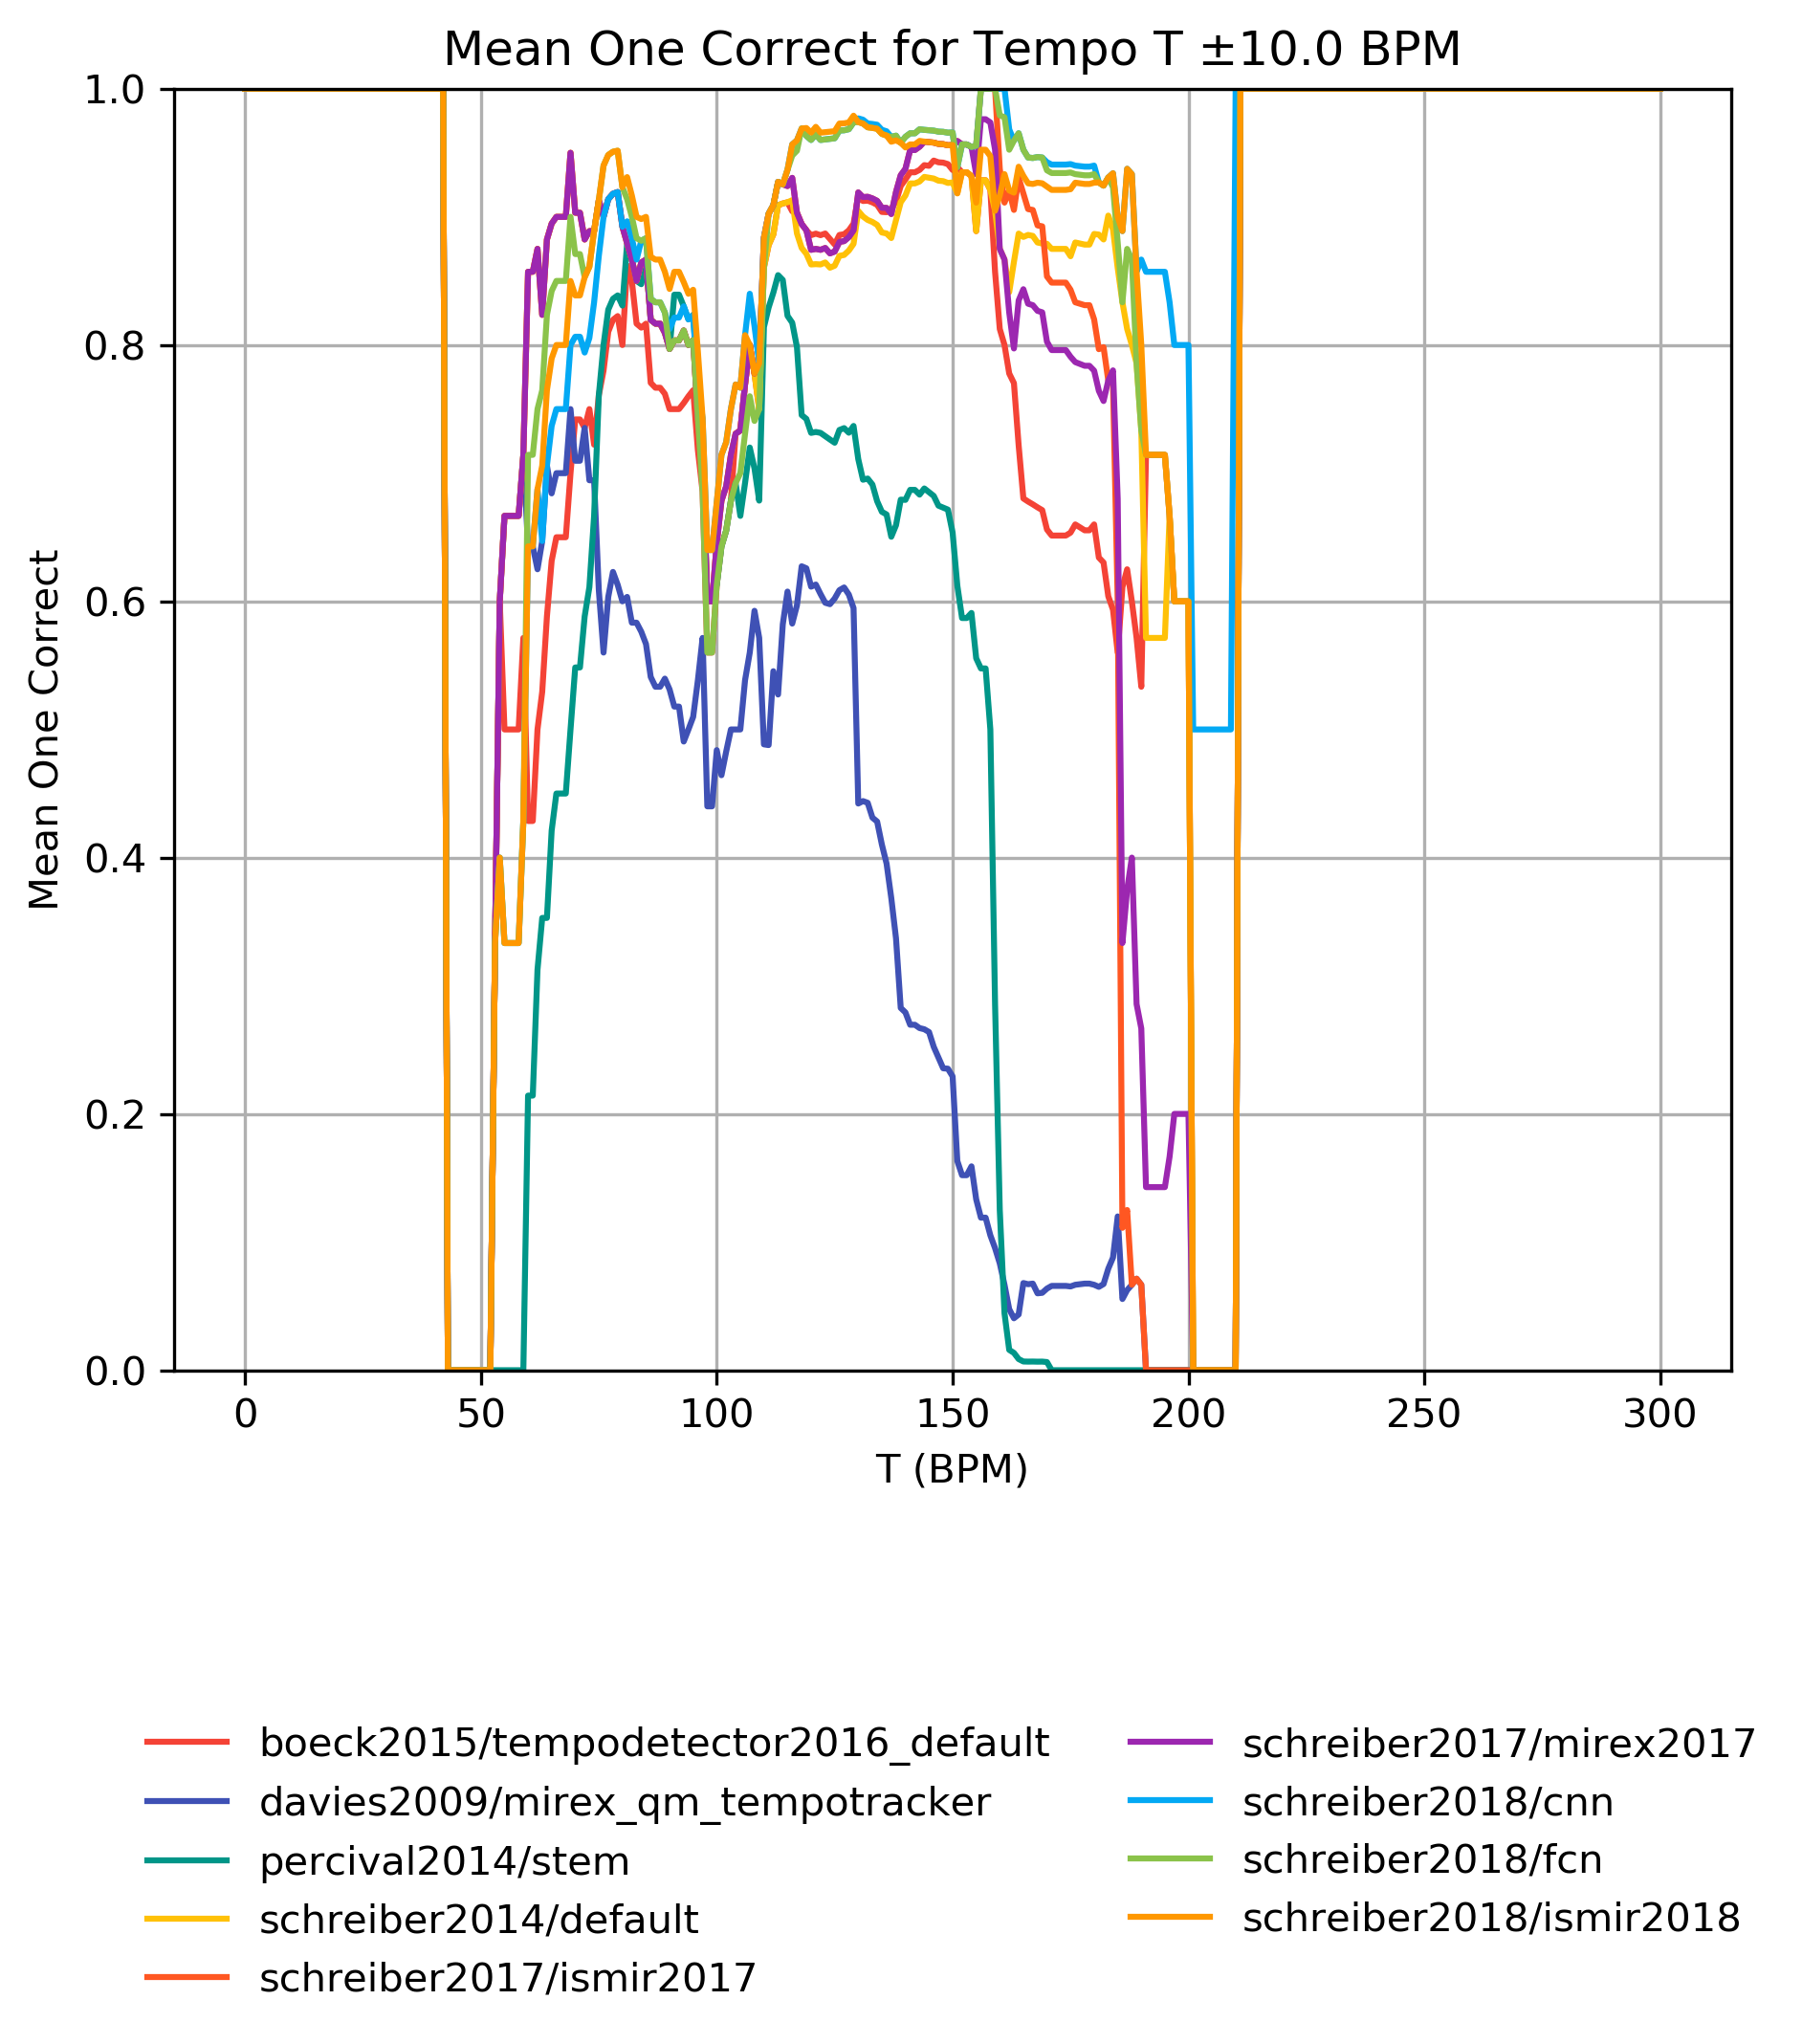 Mean One Correct for Tempo T ±10.0 BPM
1.0
0.8
0.6
0.4
0.2
0.0
Mean One Correct
0 50 100 150 200 250 300
T (BPM)
boeck2015/tempodetector2016_default
davies2009/mirex_qm_tempotracker
percival2014/stem
schreiber2014/default
schreiber2017/ismir2017
schreiber2017/mirex2017
schreiber2018/cnn
schreiber2018/fcn
schreiber2018/ismir2018